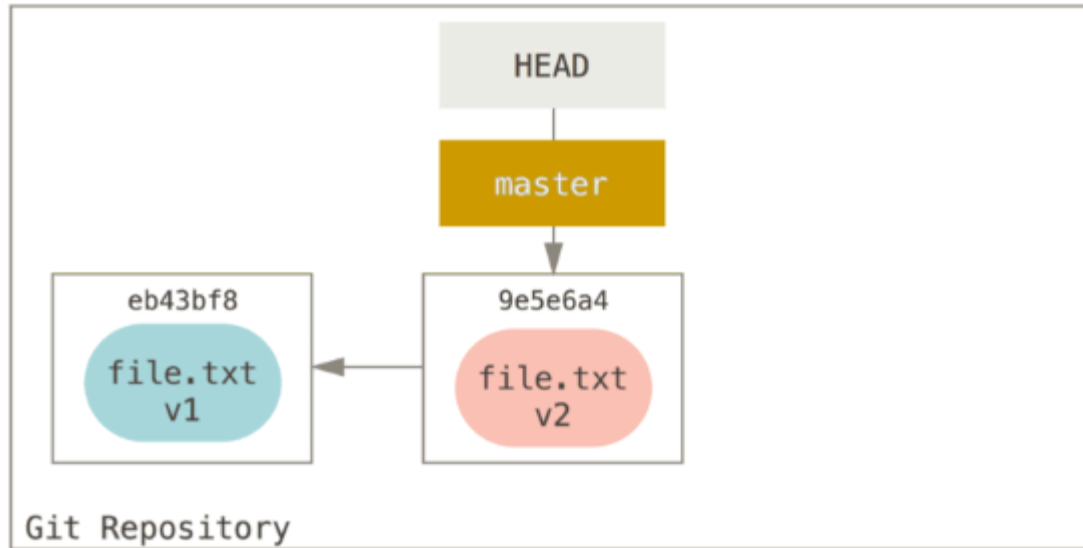 HEAD
master
eb43bf8
file.txt
v1
9e5e6a4
file.txt
v2
Git Repository